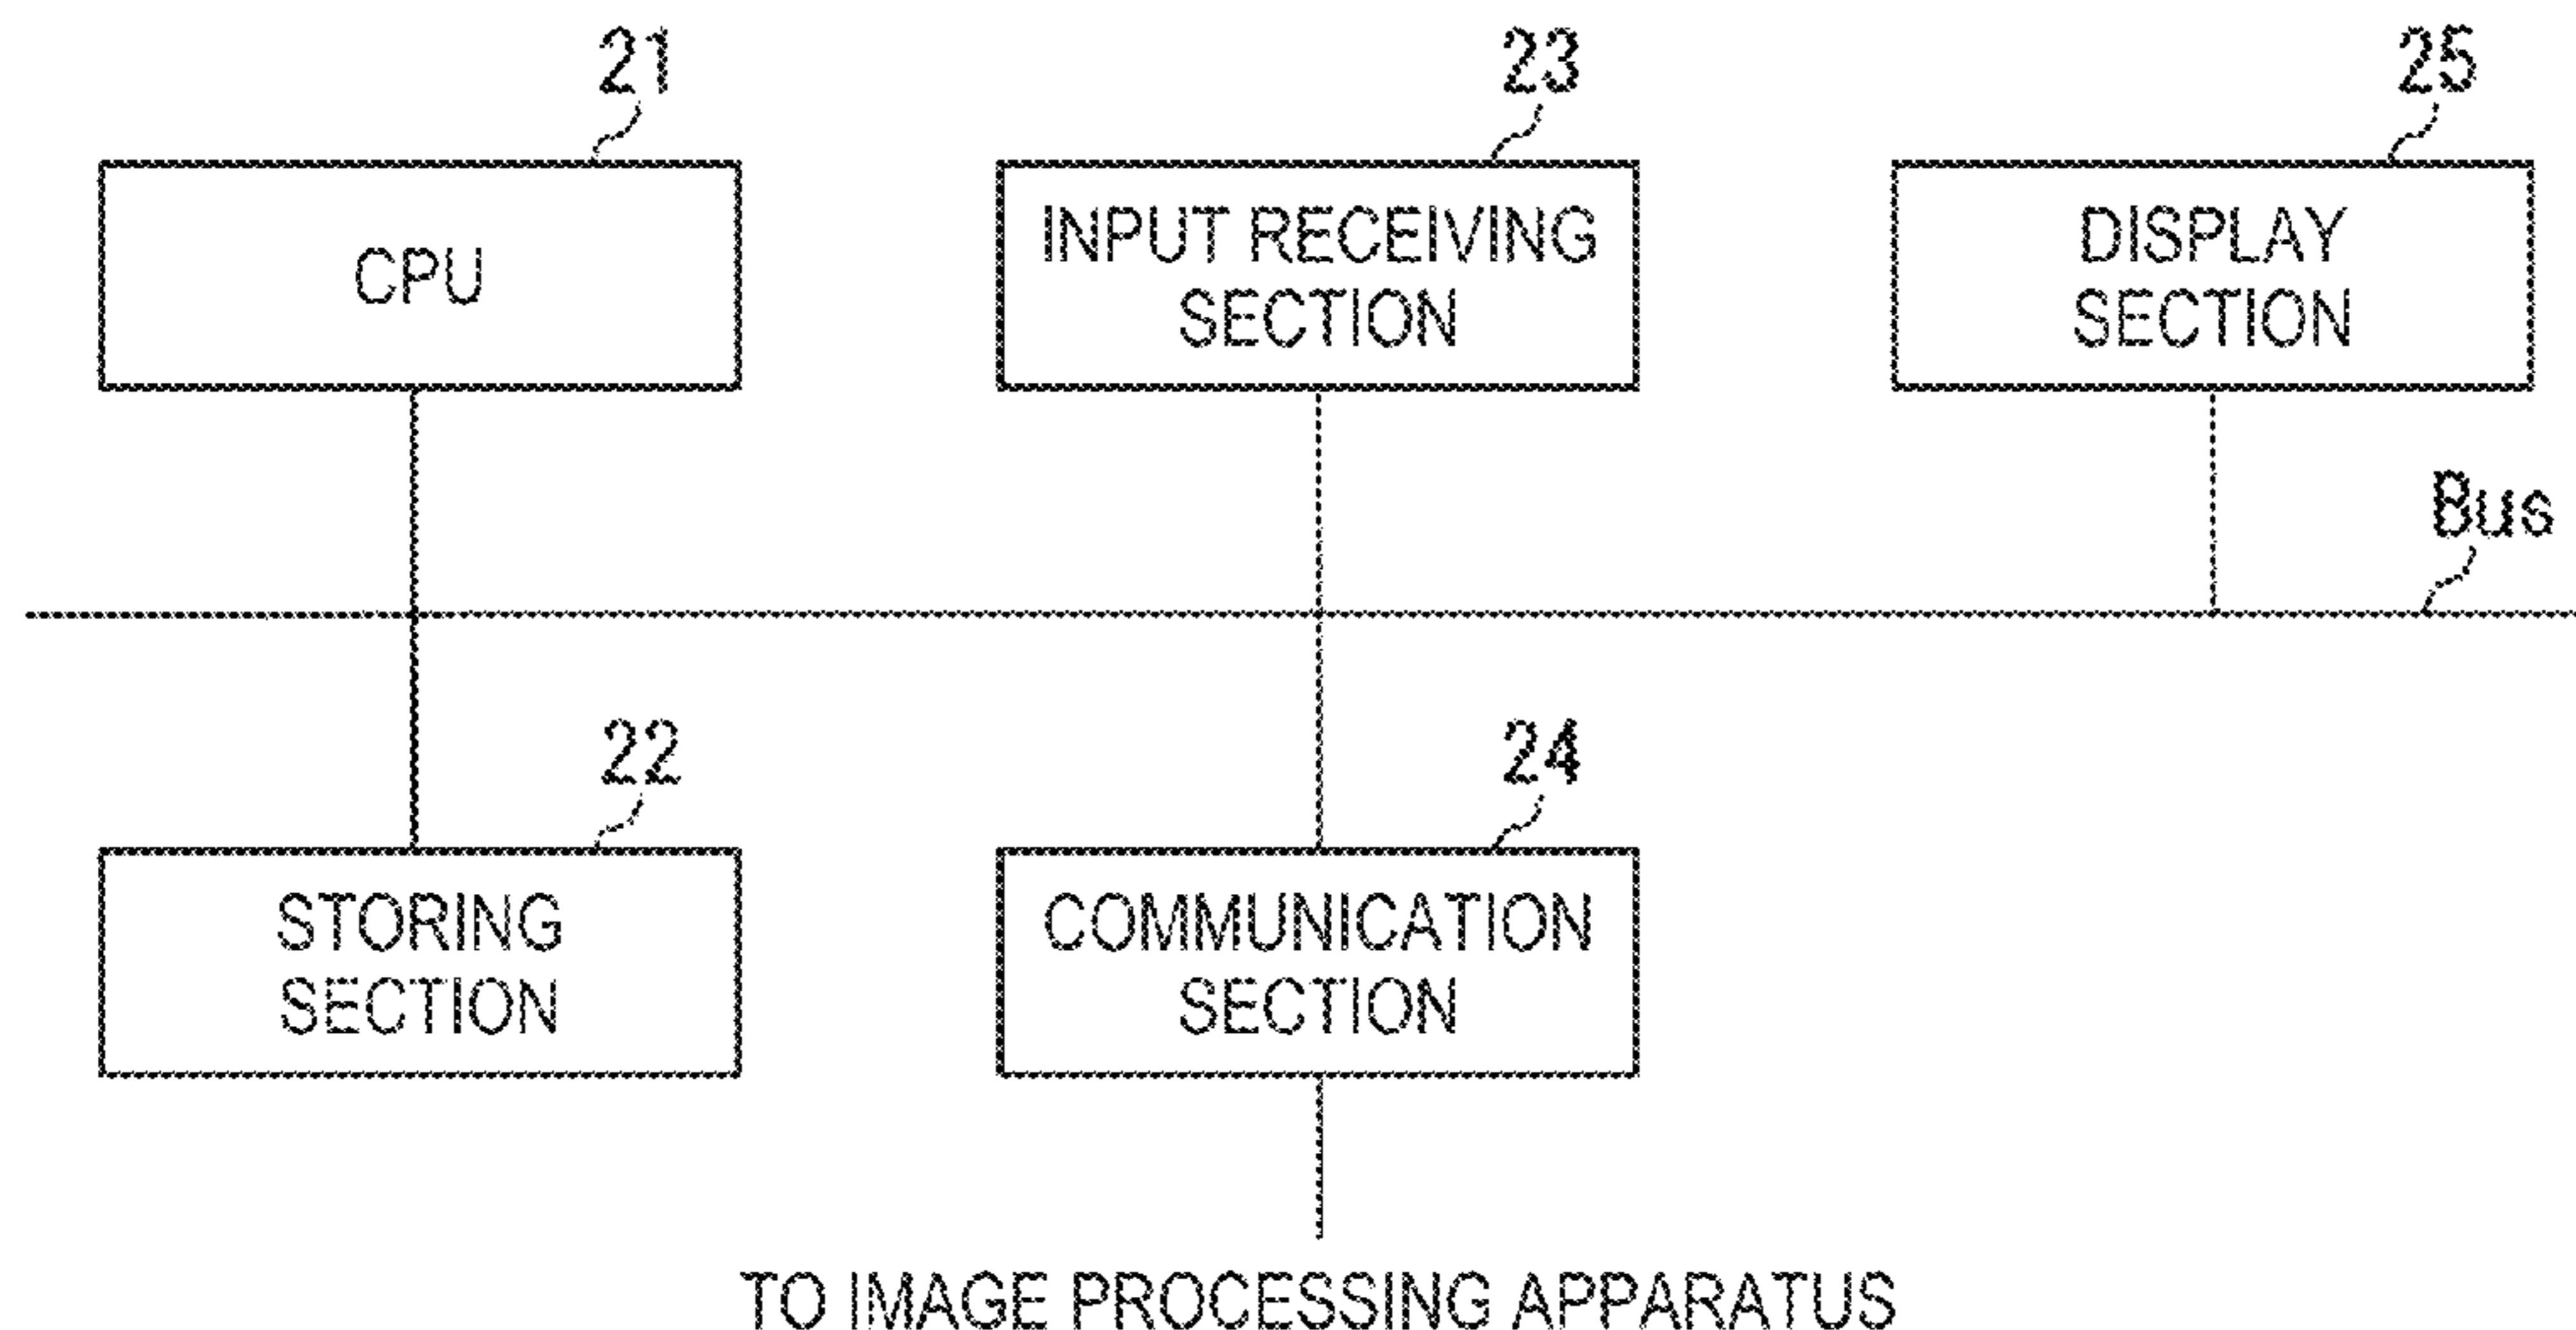 21
23
25
CPU
INPUT RECEIVING
SECTION
DISPLAY
SECTION
Bus
22
24
STORING
SECTION
COMMUNICATION
SECTION
TO IMAGE PROCESSING APPARATUS